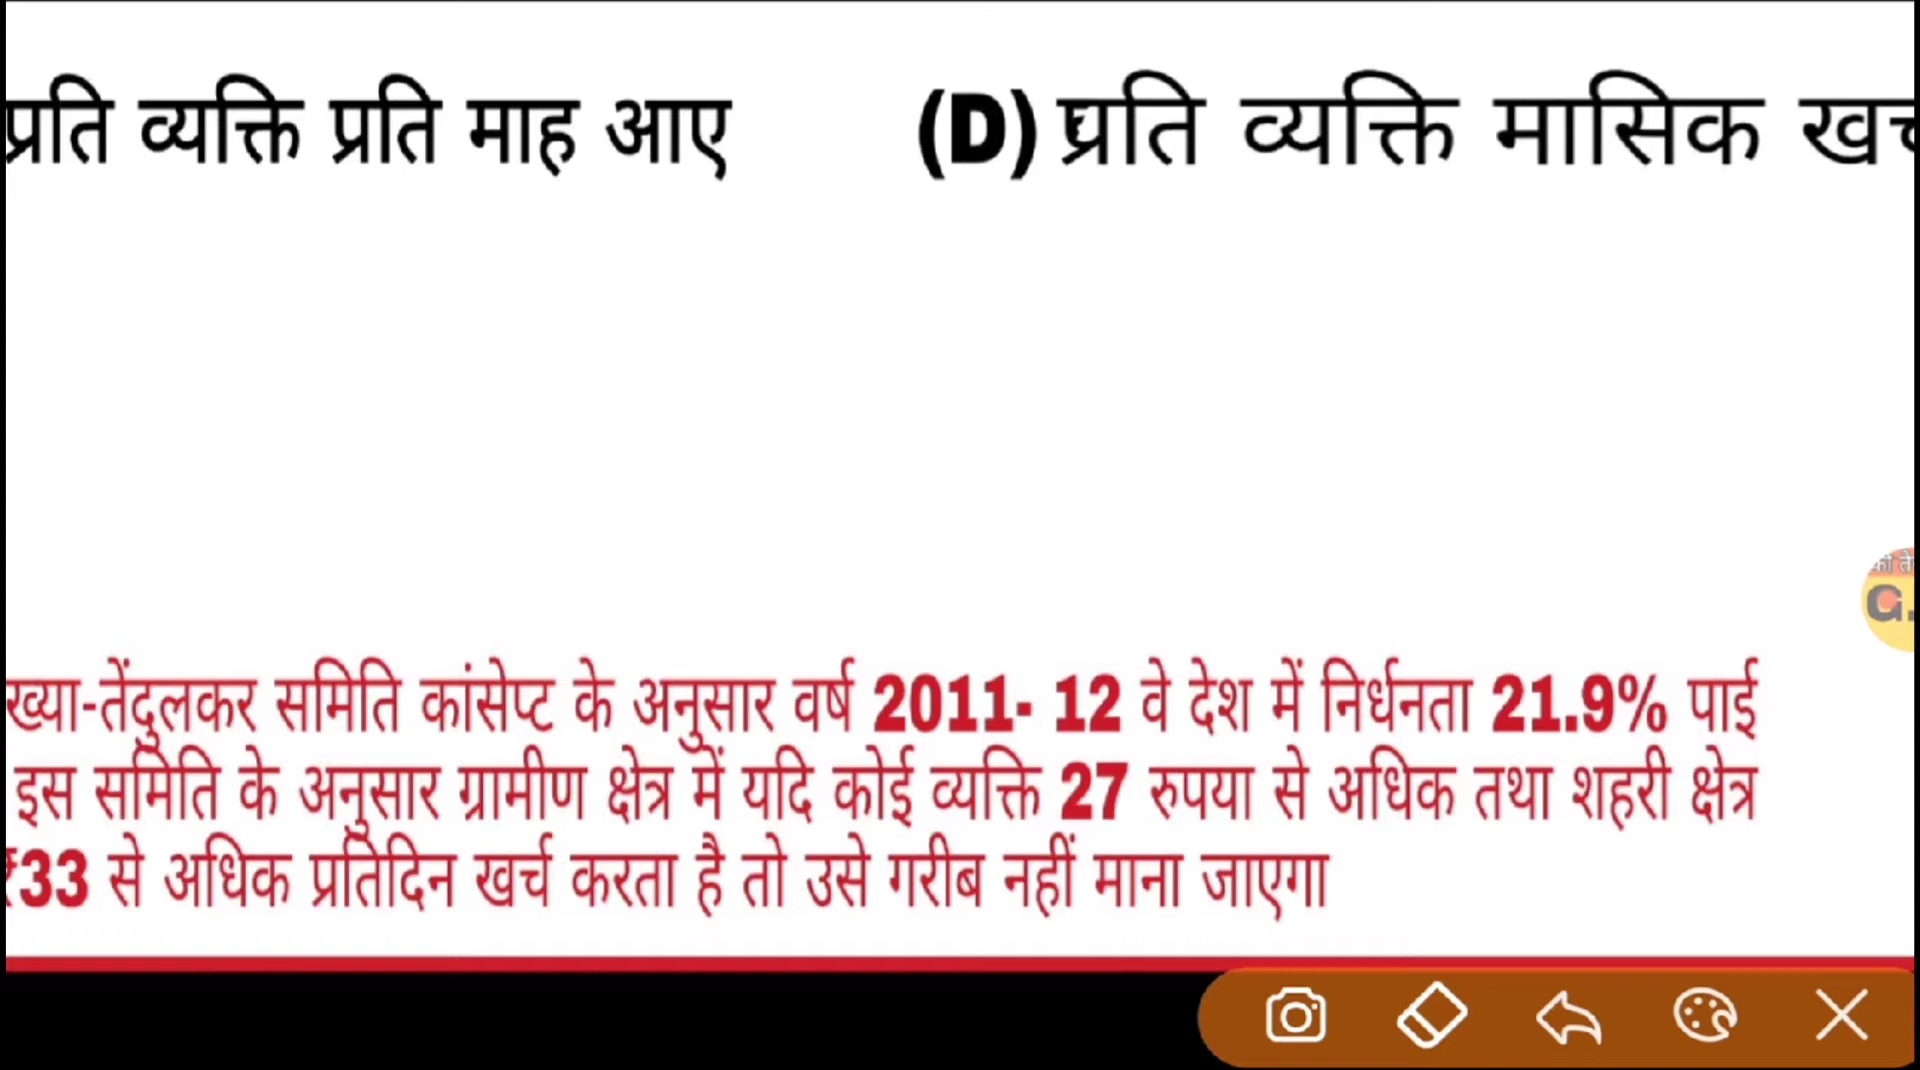 प्रति व्यक्ति प्रति माह आए (D) प्रति व्यक्ति मासिक
ख्या-तेंदुलकर समिति कांसेप्ट के अनुसार वर्ष 2011- 12 वे देश में निर्धनता 21.9% पाई
इस समिति के अनुसार ग्रामीण क्षेत्र में यदि कोई व्यक्ति 27 रुपया से अधिक तथा शहरी क्षेत्र
₹33 से अधिक प्रतिदिन खर्च करता है तो उसे गरीब नहीं माना जाएगा